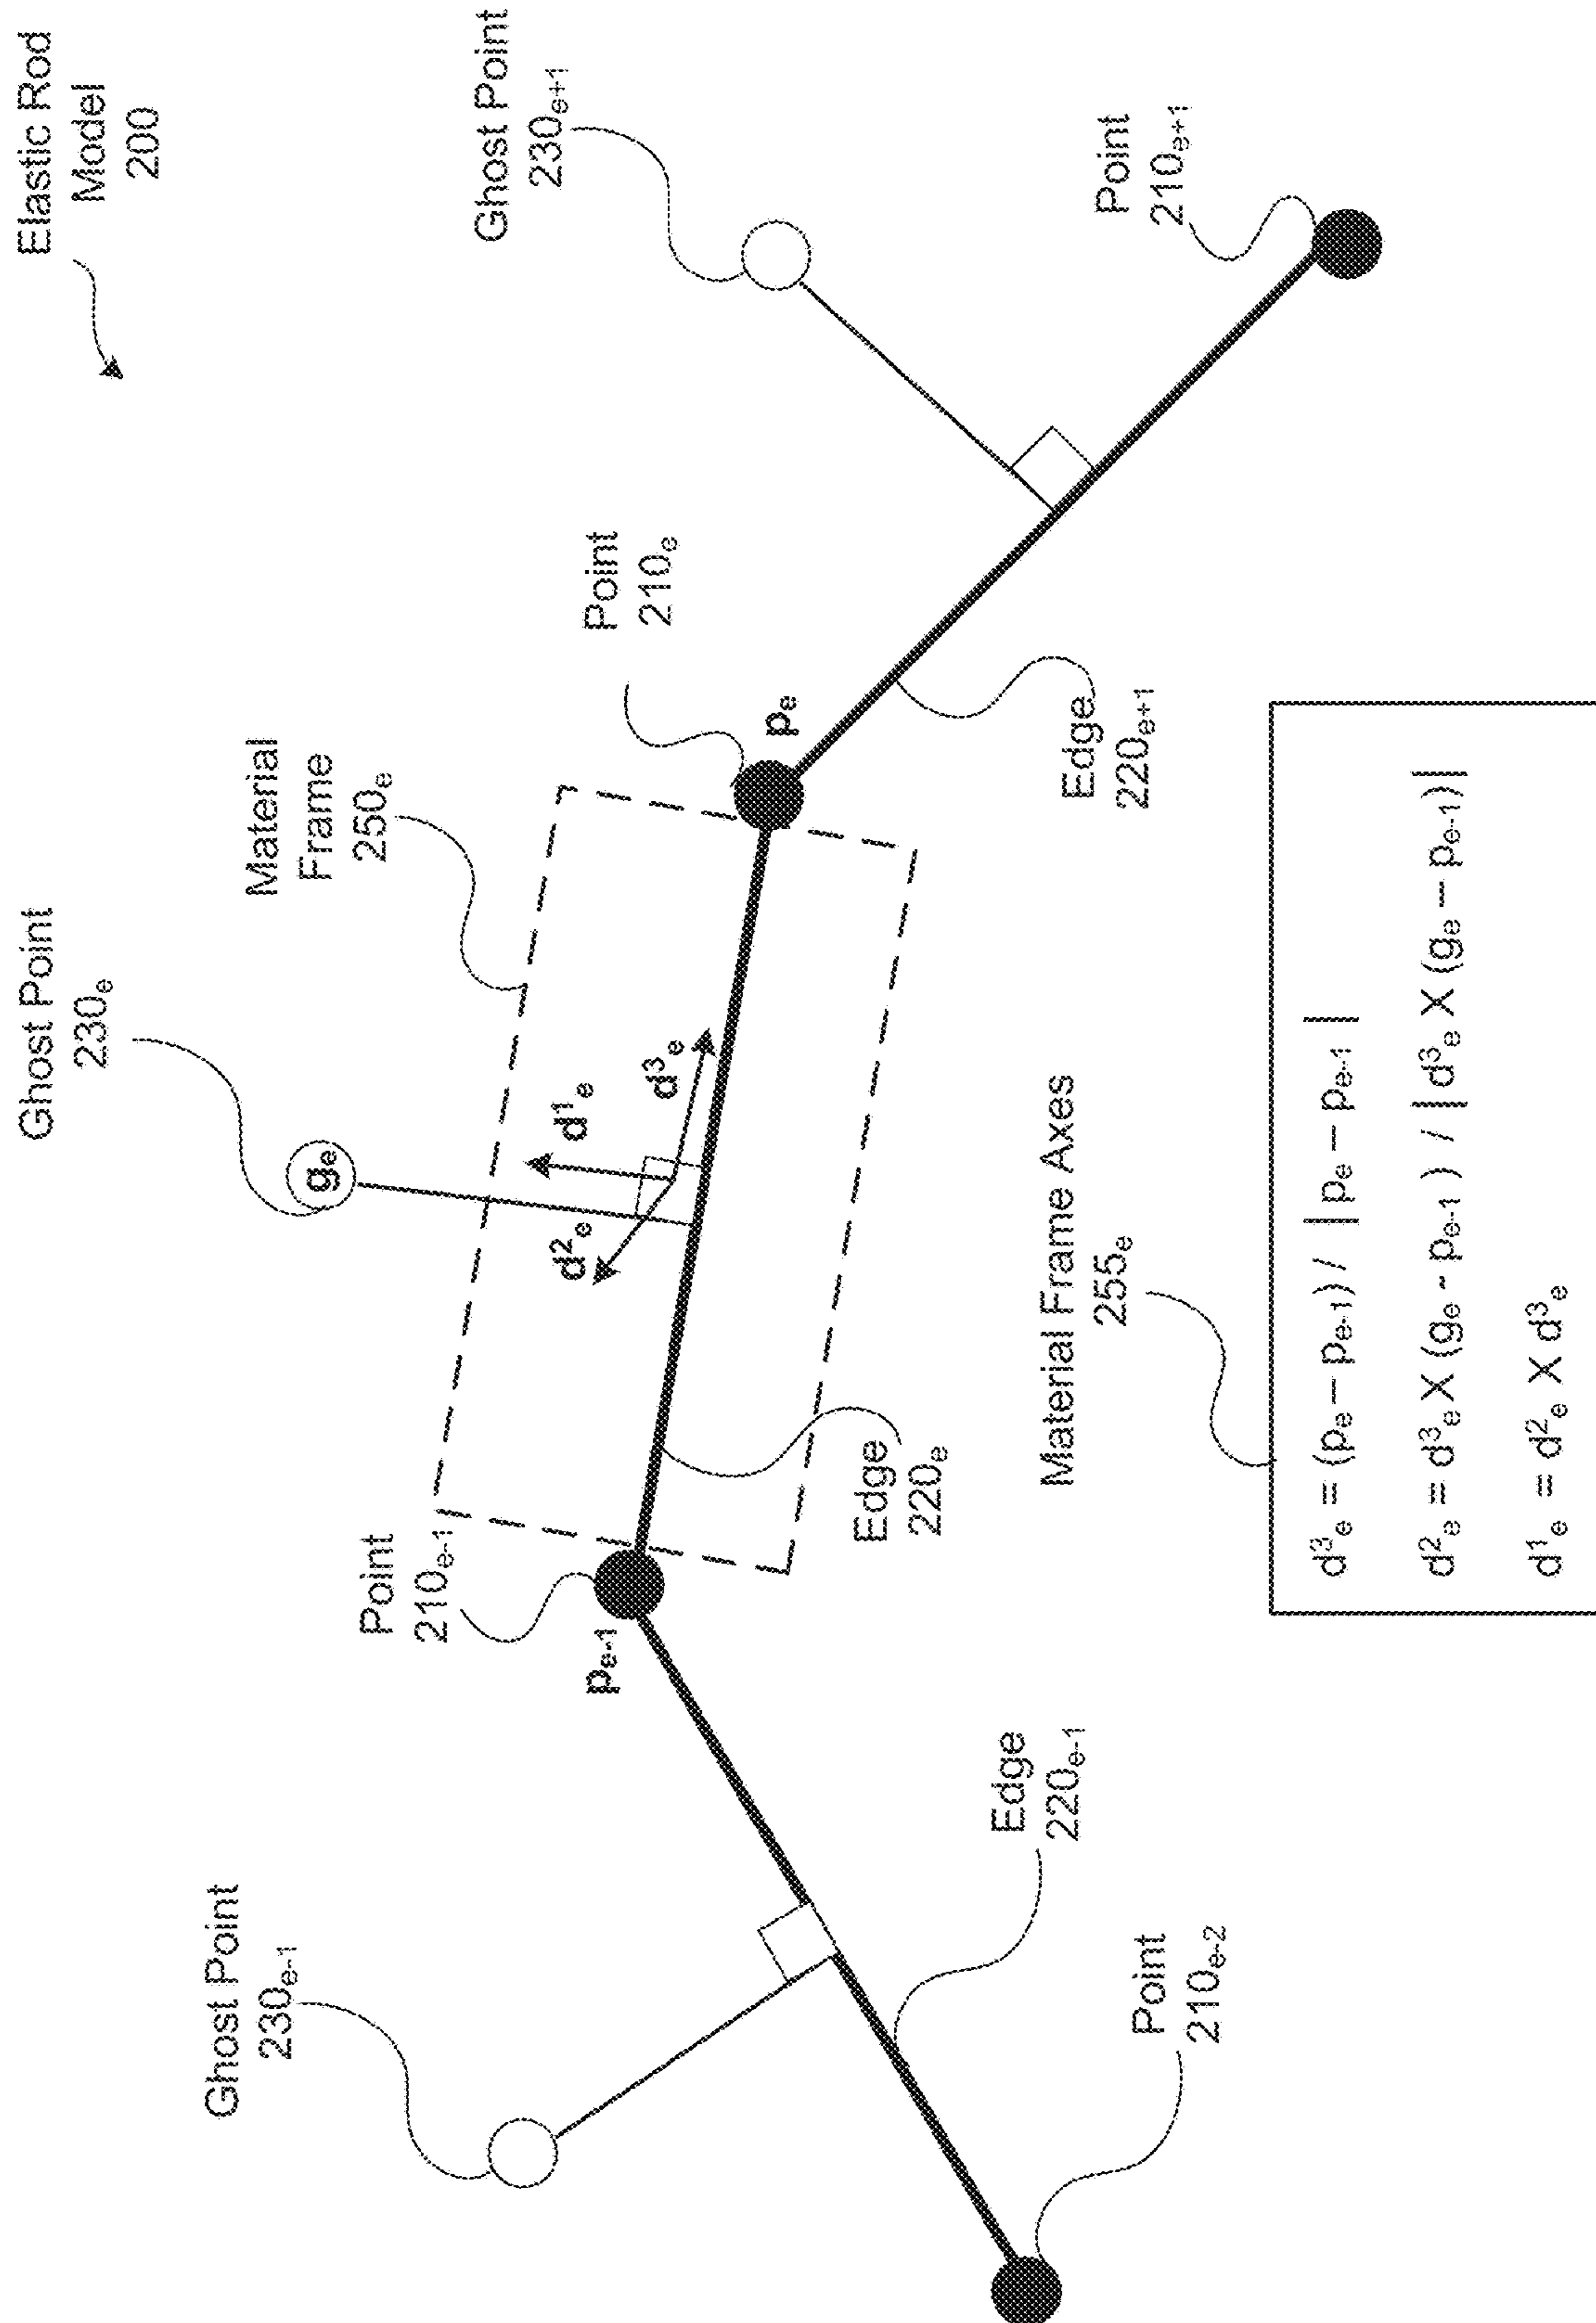 Elastic Rod
Model
200
Ghost Point
230e
Material
Frame
250e
Ghost Point
230e+1
Ghost Point
230e-1
Point
210e-1
Point
210e
Point
210e+1
ge
d1e
d2e
d3e
pe-1
pe
Edge
220e
Edge
220e+1
Edge
220e-1
Point
210e-2
Material Frame Axes
255e
d³e = (pe – pe-1) / | pe – pe-1 |
d²e = d³e X (ge - pe-1 ) / | d³e X (ge – pe-1)|
d¹e = d²e X d³e